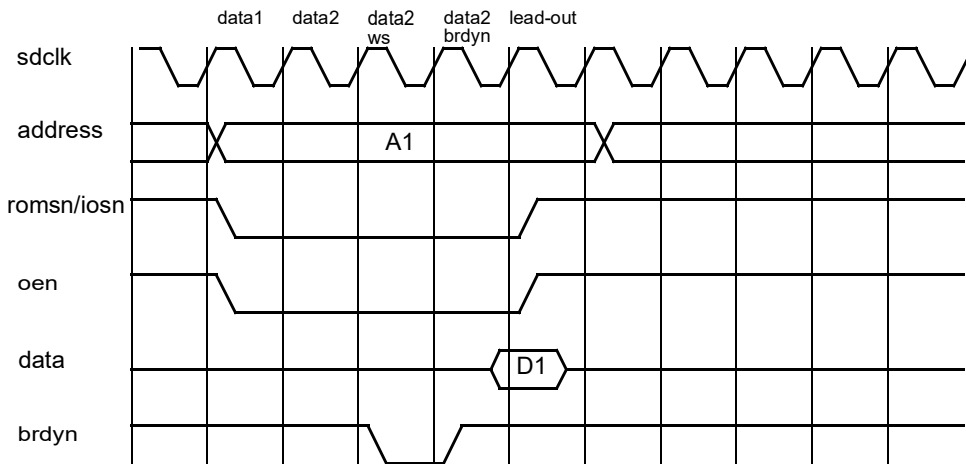 data1
data2
data2
ws
data2
brdyn
lead-out
sdclk
address
A1
romsn/iosn
oen
data
D1
brdyn